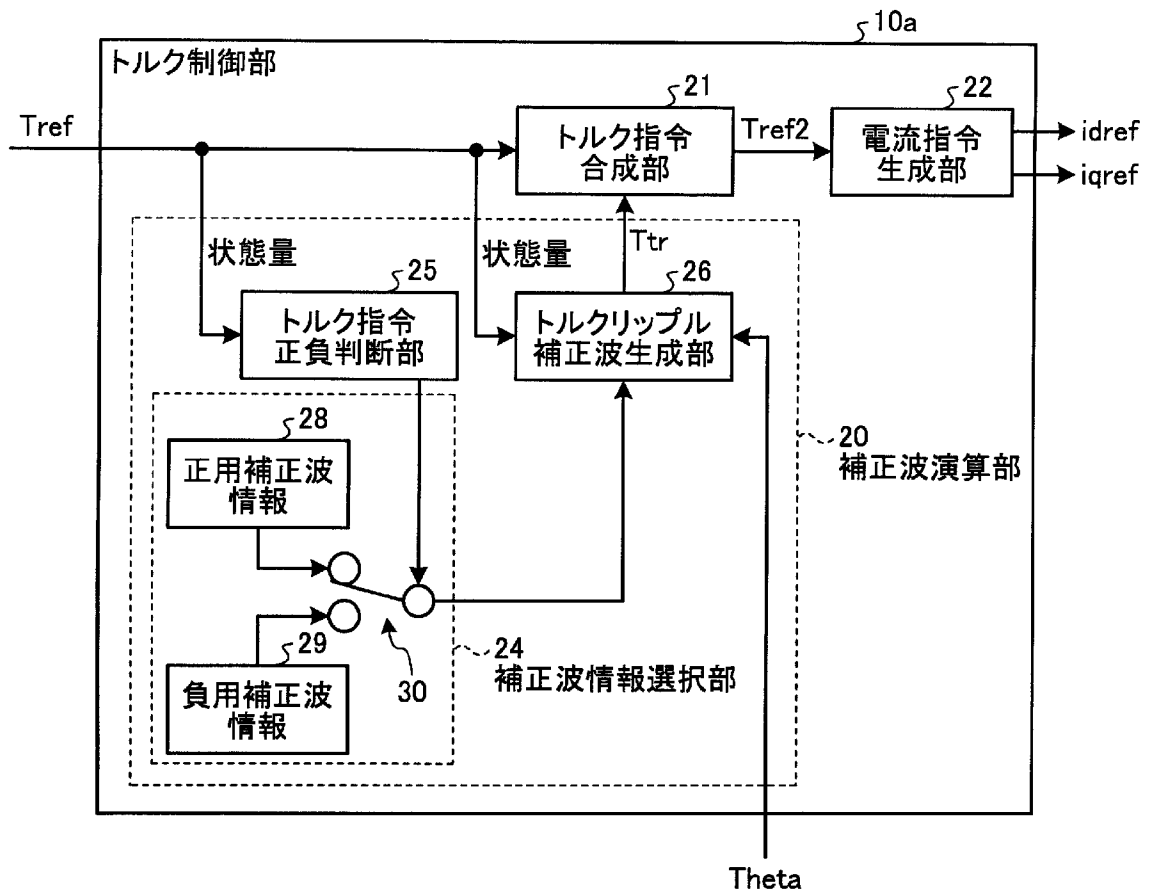 10a
トルク制御部
Tref
21
トルク指令
合成部
Tref2
22
電流指令
生成部
idref
iqref
状態量
状態量
Ttr
25
トルク指令
正負判断部
26
トルクリップル
補正波生成部
28
正用補正波
情報
20
補正波演算部
29
負用補正波
情報
30
24
補正波情報選択部
Theta